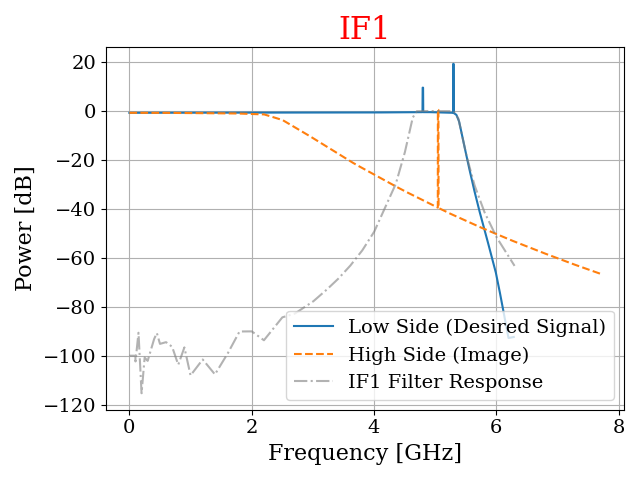 IF1
Power [dB]
20
0
−20
−40
−60
−80
−100
−120
Low Side (Desired Signal)
High Side (Image)
IF1 Filter Response
0 2 4 6 8
Frequency [GHz]